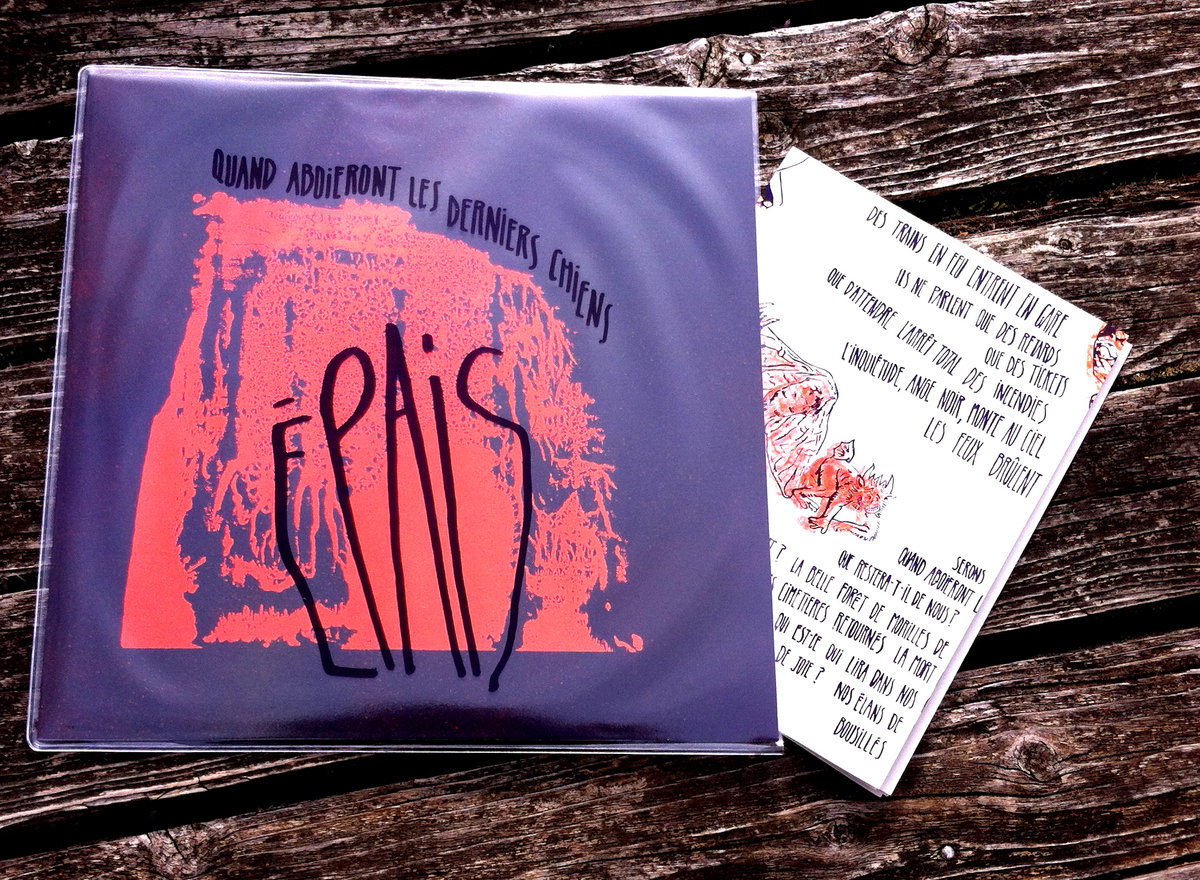 QUAND ABOIERONT LES DERNIERS CHIENS
ÉPAIS
DES TRAINS EN FEU ENTRENT EN GARE
ILS NE PARLENT QUE DES RETARDS
QUE DES TICKETS
QUE D'ATTENDRE L'ARRÊT TOTAL DES INCENDIES
L'INQUIÉTUDE, ANGE NOIR, MONTE AU CIEL
LES FEUX BRÛLENT
SERONS
QUAND ABOIERONT L
QUE RESTERA-T-IL DE NOUS ?
T ? LA BELLE FORÊT DE MORILLES DE
CIMETIÈRES RETOURNÉS LA MORT
QUI EST-CE QUI LIRA DANS NOS
DE JOIE ? NOS ÉLANS DE
BOUSILLÉS